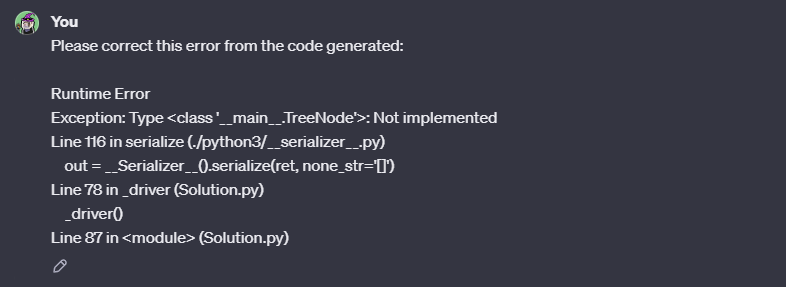 You
Please correct this error from the code generated:
Runtime Error
Exception: Type <class '__main__.TreeNode'>: Not implemented
Line 116 in serialize (./python3/__serializer__.py)
out = __Serializer__().serialize(ret, none_str='[]')
Line 78 in _driver (Solution.py)
_driver()
Line 87 in <module> (Solution.py)